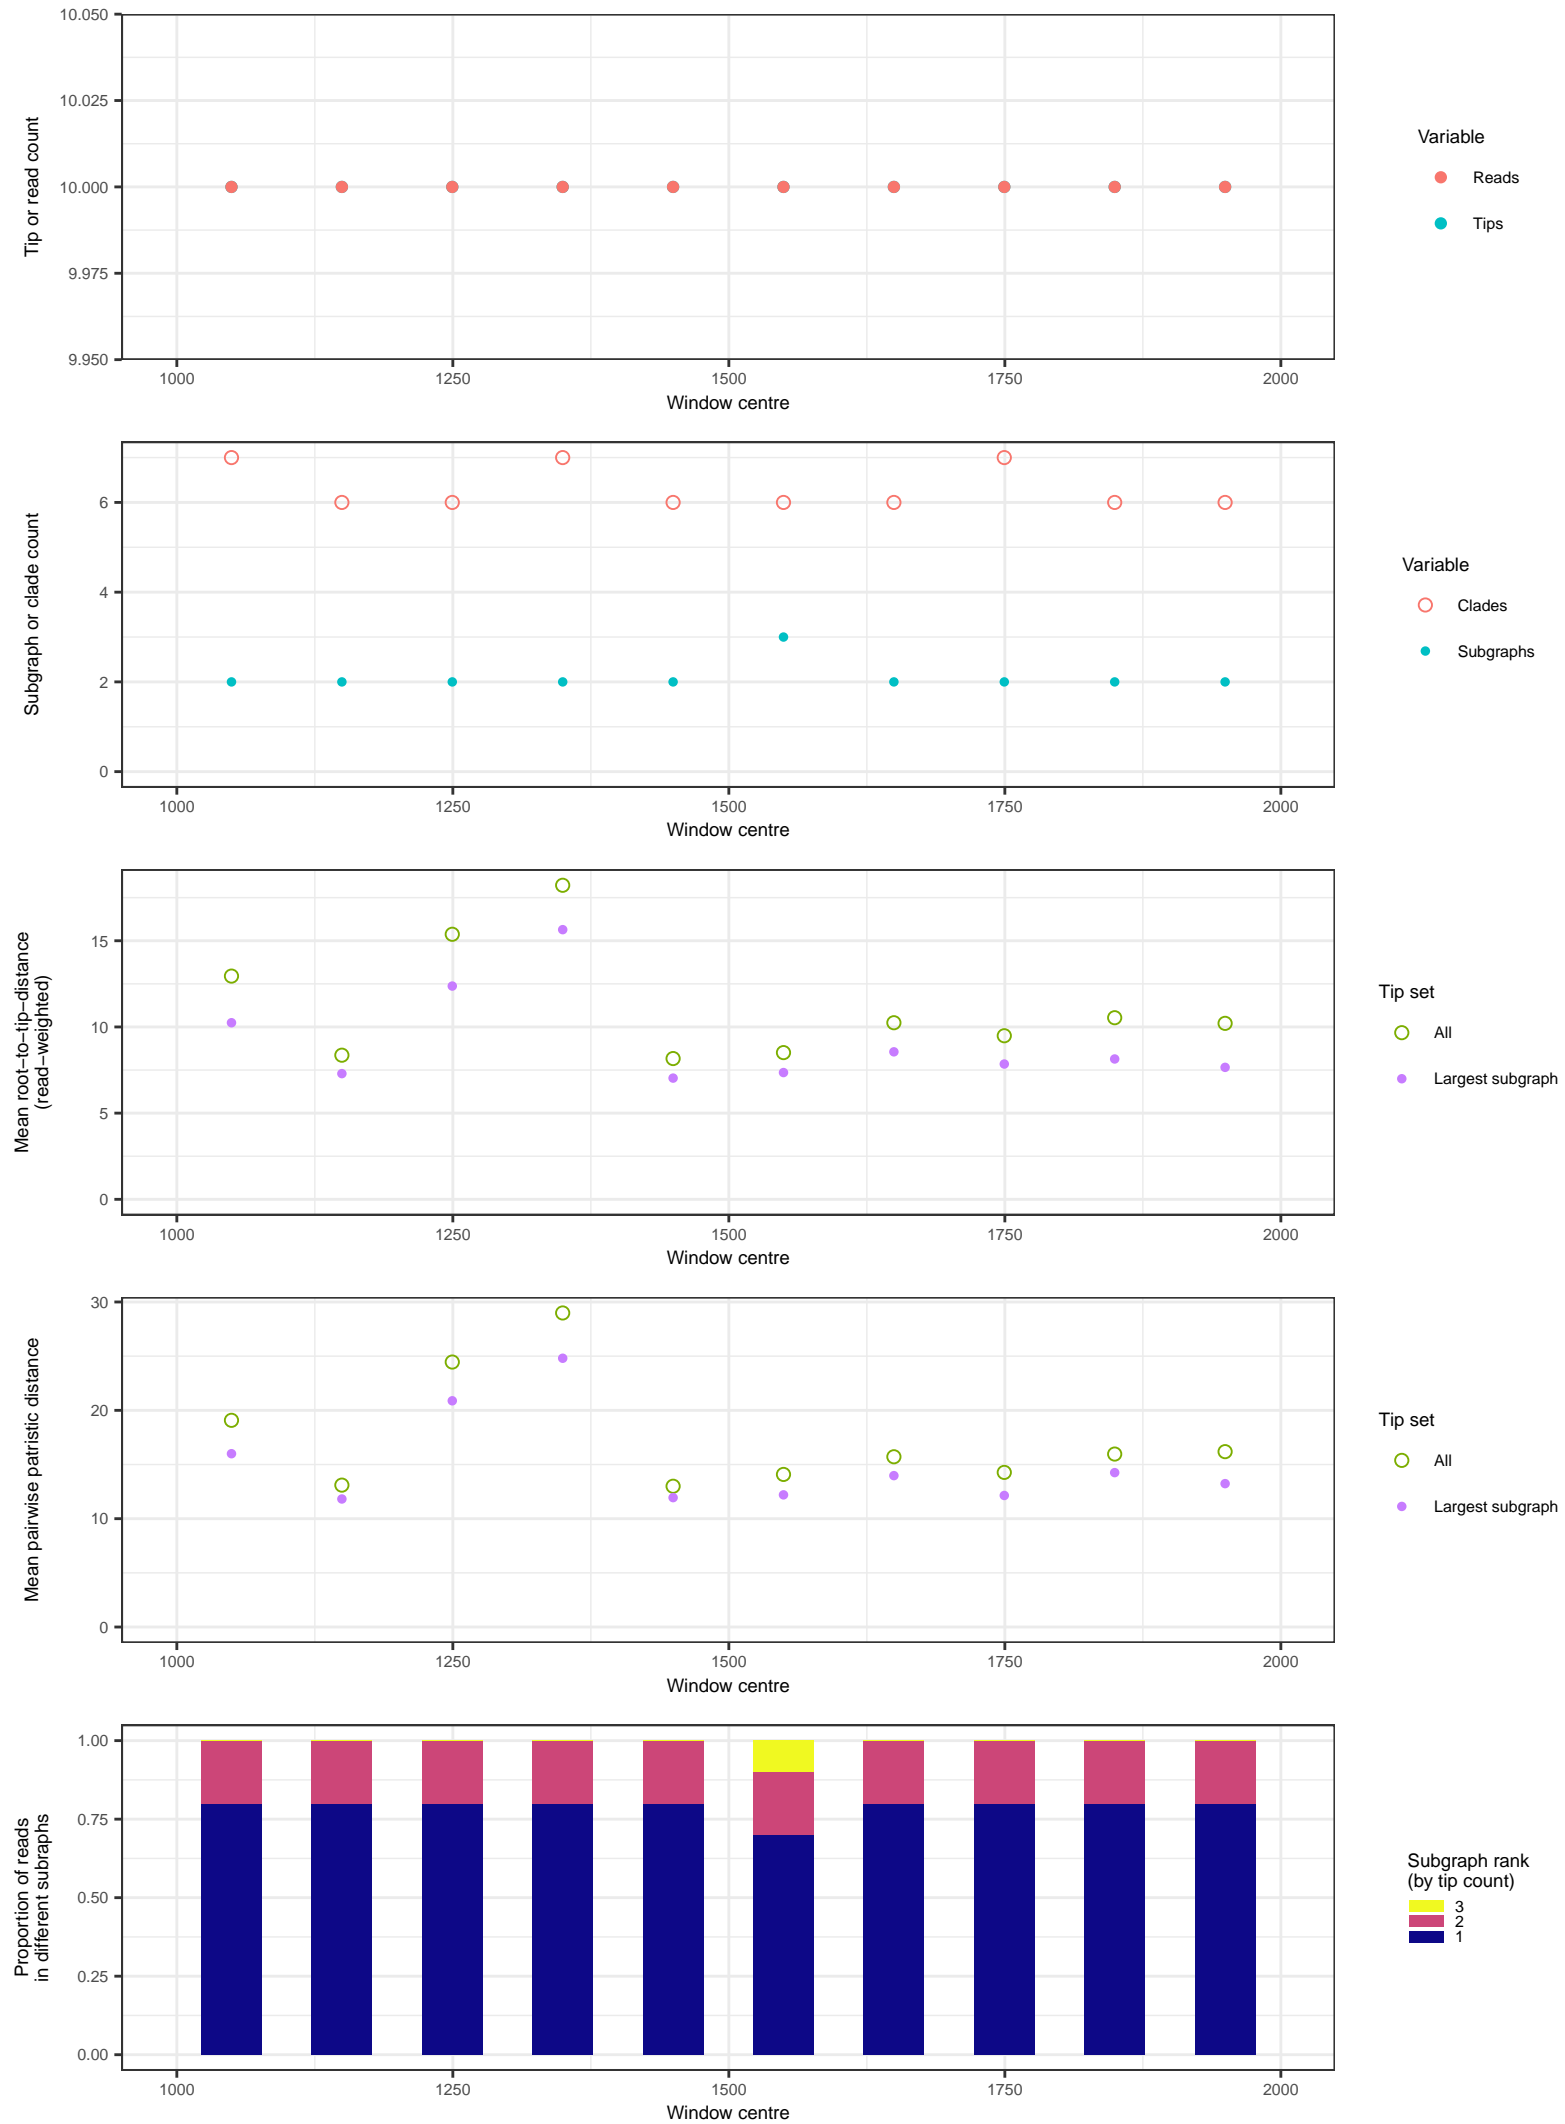 10.050
10.025
10.000
9.975
9.950
Tip or read count
1000 1250 1500 1750 2000
Window centre
Variable
Reads
Tips
6
4
2
0
Subgraph or clade count
1000 1250 1500 1750 2000
Window centre
Variable
Clades
Subgraphs
15
10
5
0
Mean root−to−tip−distance
(read−weighted)
1000 1250 1500 1750 2000
Window centre
Tip set
All
Largest subgraph
30
20
10
0
Mean pairwise patristic distance
1000 1250 1500 1750 2000
Window centre
Tip set
All
Largest subgraph
1.00
0.75
0.50
0.25
0.00
Proportion of reads
in different subraphs
1000 1250 1500 1750 2000
Window centre
Subgraph rank
(by tip count)
3
2
1